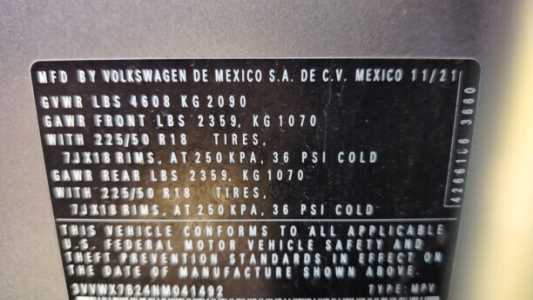 MFD BY VOLKSWAGEN DE MEXICO S.A. DE C.V. MEXICO 11/21
GVWR LBS 4608 KG 2090
GAWR FRONT LBS 2359, KG 1070
WITH 225/50 R18 TIRES,
7JX18 RIMS, AT 250 KPA, 36 PSI COLD
GAWR REAR LBS 2359, KG 1070
WITH 225/50 R18 TIRES,
7JX18 RIMS, AT 250 KPA, 36 PSI COLD
THIS VEHICLE CONFORMS TO ALL APPLICABLE
U.S. FEDERAL MOTOR VEHICLE SAFETY AND
THEFT PREVENTION STANDARDS IN EFFECT ON
THE DATE OF MANUFACTURE SHOWN ABOVE.
3VVWX7B24NM041492 TYPE: MPV
3660